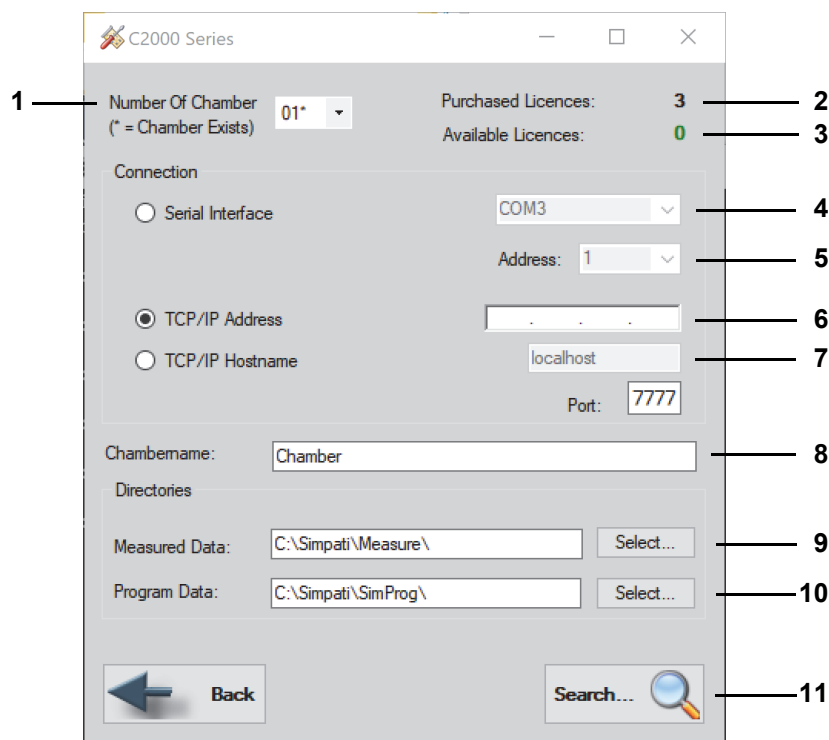 C2000 Series
1
Number Of Chamber
(* = Chamber Exists)
01*
Purchased Licences: 3
2
Available Licences: 0
3
Connection
Serial Interface
COM3
4
Address: 1
5
TCP/IP Address
. . .
6
TCP/IP Hostname
localhost
7
Port: 7777
Chambername: Chamber
8
Directories
Measured Data: C:\Simpati\Measure\ Select...
9
Program Data: C:\Simpati\SimProg\ Select...
10
Back
Search...
11